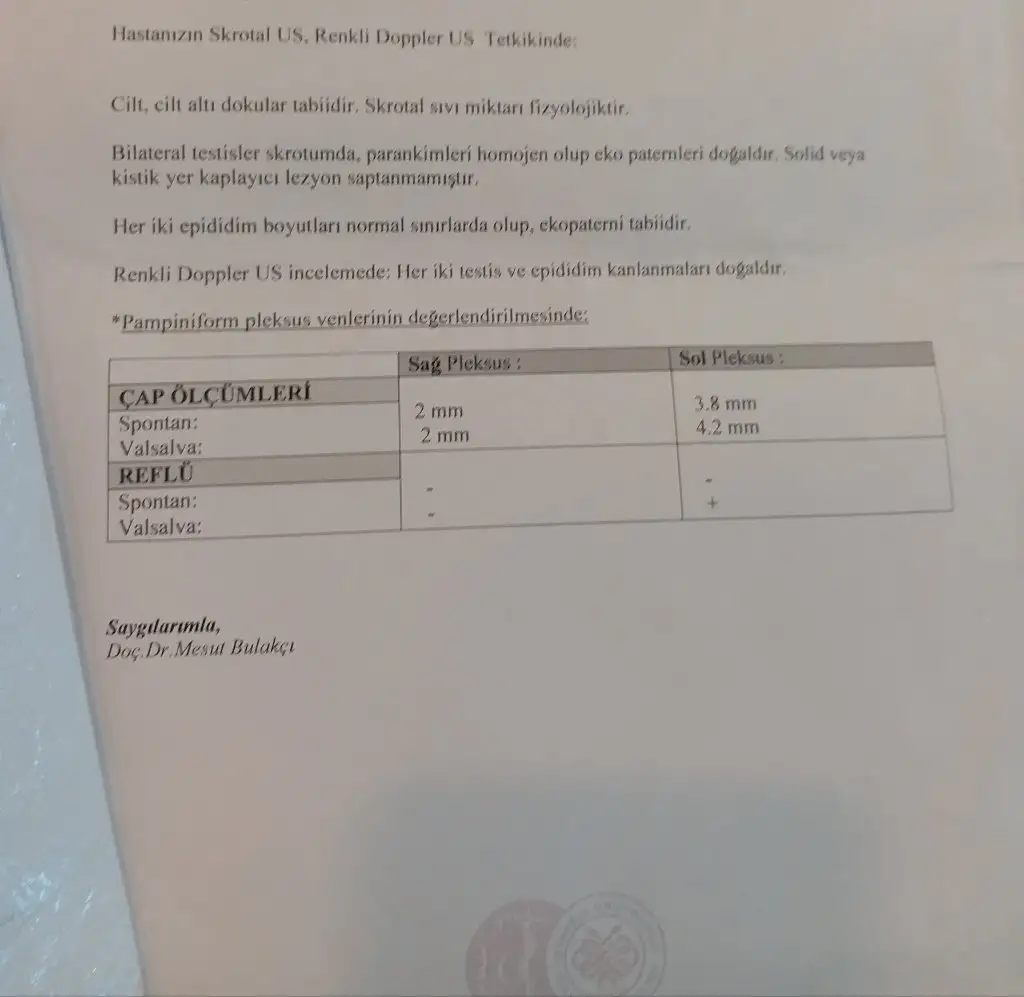 Hastanızın Skrotal US, Renkli Doppler US Tetkikinde:
Cilt, cilt altı dokular tabiidir. Skrotal sıvı miktarı fizyolojiktir.
Bilateral testisler skrotumda, parankimleri homojen olup eko paternleri doğaldır. Solid veya
kistik yer kaplayıcı lezyon saptanmamıştır.
Her iki epididim boyutları normal sınırlarda olup, ekopaterni tabiidir.
Renkli Doppler US incelemede: Her iki testis ve epididim kanlanmaları doğaldır.
*Pampiniform pleksus venlerinin değerlendirilmesinde:
Sağ Pleksus : Sol Pleksus :
ÇAP ÖLÇÜMLERİ
Spontan: 2 mm 3.8 mm
Valsalva: 2 mm 4.2 mm
REFLÜ
Spontan: - -
Valsalva: - +
Saygılarımla,
Doç.Dr.Mesut Bulakçı